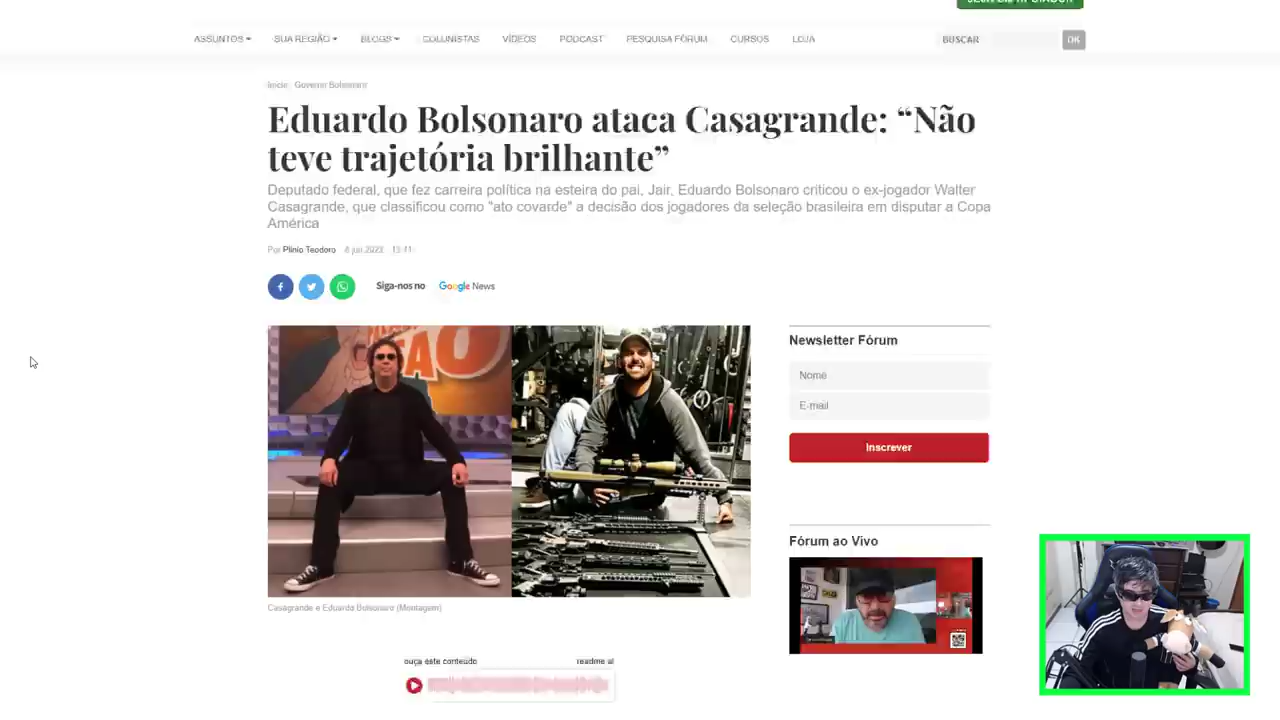 ASSUNTOS SUA REGIÃO BLOGS COLUNISTAS VÍDEOS PODCAST PESQUISA FÓRUM CURSOS LOJA BUSCAR OK
Início Governo Bolsonaro
Eduardo Bolsonaro ataca Casagrande: “Não
teve trajetória brilhante”
Deputado federal, que fez carreira política na esteira do pai, Jair, Eduardo Bolsonaro criticou o ex-jogador Walter
Casagrande, que classificou como "ato covarde" a decisão dos jogadores da seleção brasileira em disputar a Copa
América
Por Plinio Teodoro
Siga-nos no Google News
Newsletter Fórum
Nome
E-mail
Inscrever
Fórum ao Vivo
Casagrande e Eduardo Bolsonaro (Montagem)
ouça este conteúdo readme